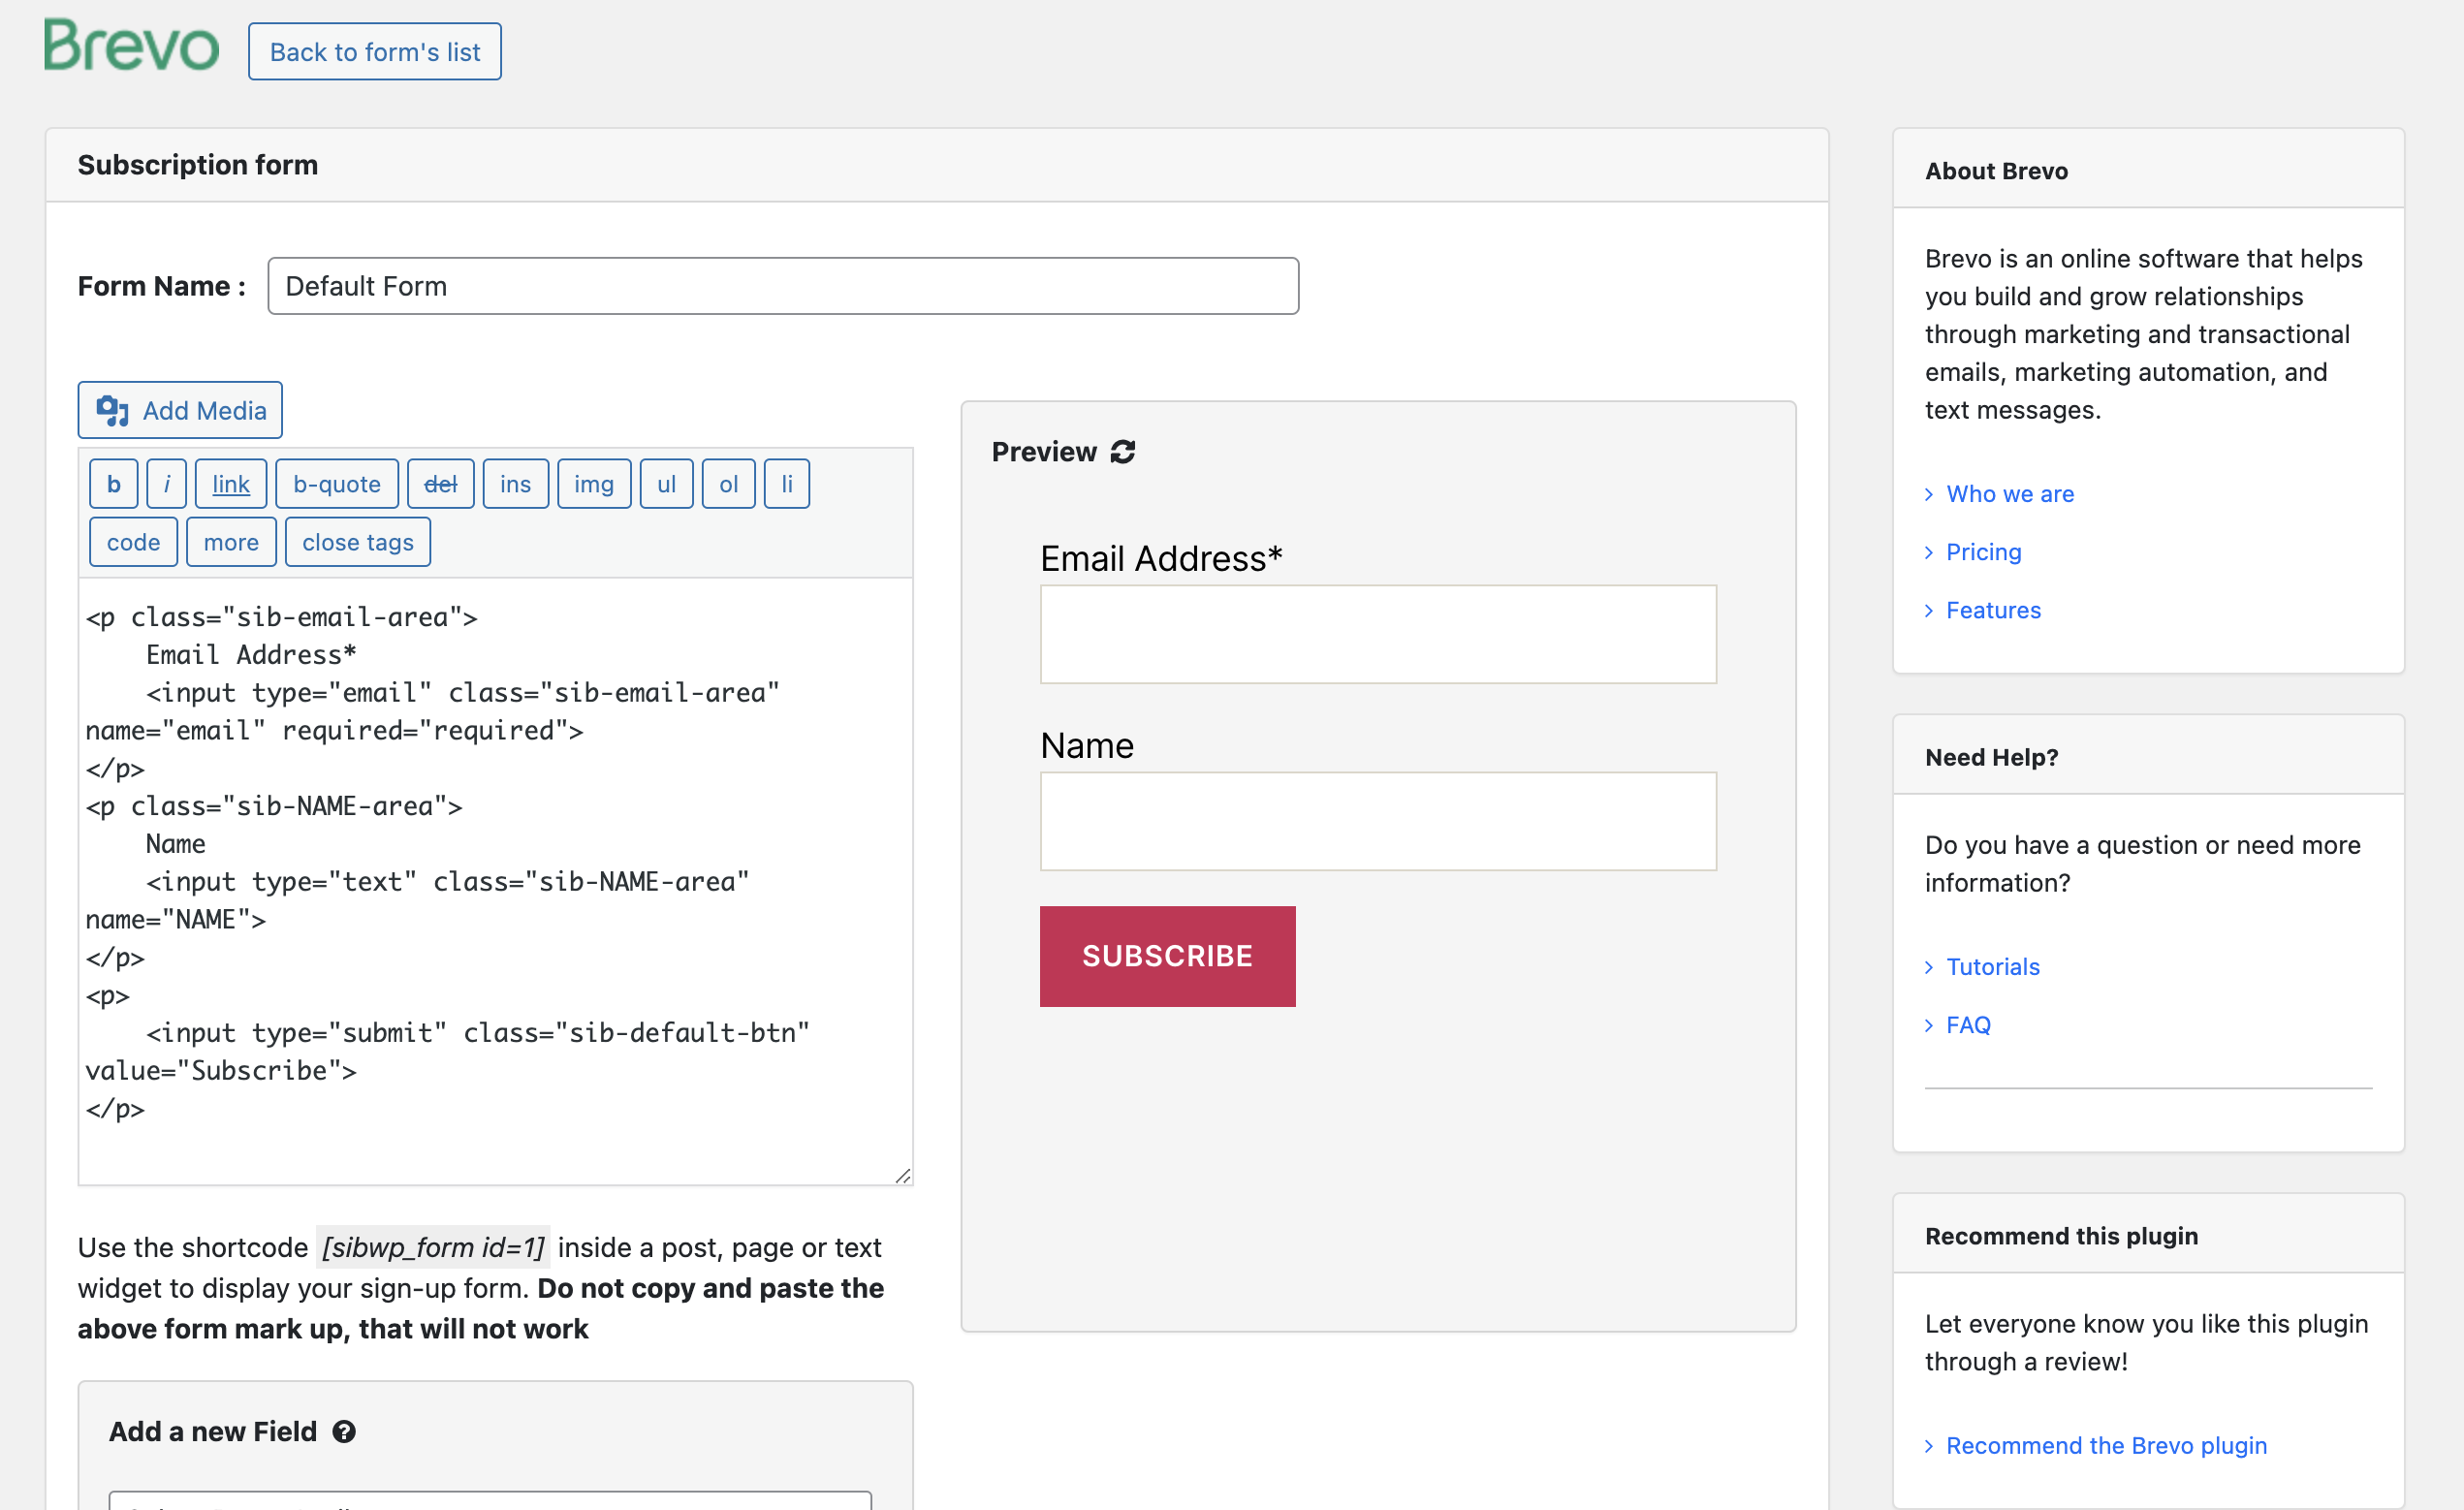 Brevo
Back to form's list
Subscription form
Form Name :
Default Form
Add Media
b i link b-quote del ins img ul ol li
code more close tags
<p class="sib-email-area">
Email Address*
<input type="email" class="sib-email-area"
name="email" required="required">
</p>
<p class="sib-NAME-area">
Name
<input type="text" class="sib-NAME-area"
name="NAME">
</p>
<p>
<input type="submit" class="sib-default-btn"
value="Subscribe">
</p>
Use the shortcode [sibwp_form id=1] inside a post, page or text
widget to display your sign-up form. Do not copy and paste the
above form mark up, that will not work
Add a new Field
Preview
Email Address*
Name
SUBSCRIBE
About Brevo
Brevo is an online software that helps
you build and grow relationships
through marketing and transactional
emails, marketing automation, and
text messages.
Who we are
Pricing
Features
Need Help?
Do you have a question or need more
information?
Tutorials
FAQ
Recommend this plugin
Let everyone know you like this plugin
through a review!
Recommend the Brevo plugin